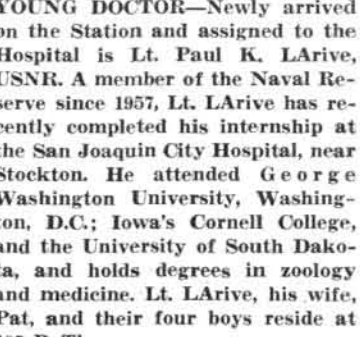 YOUNG DOCTOR—Newly arrived
on the Station and assigned to the
Hospital is Lt. Paul K. LArive,
USNR. A member of the Naval Re-
serve since 1957, Lt. LArive has re-
cently completed his internship at
the San Joaquin City Hospital, near
Stockton. He attended George
Washington University, Washing-
ton, D.C.; Iowa's Cornell College,
and the University of South Dako-
ta, and holds degrees in zoology
and medicine. Lt. LArive, his wife,
Pat, and their four boys reside at